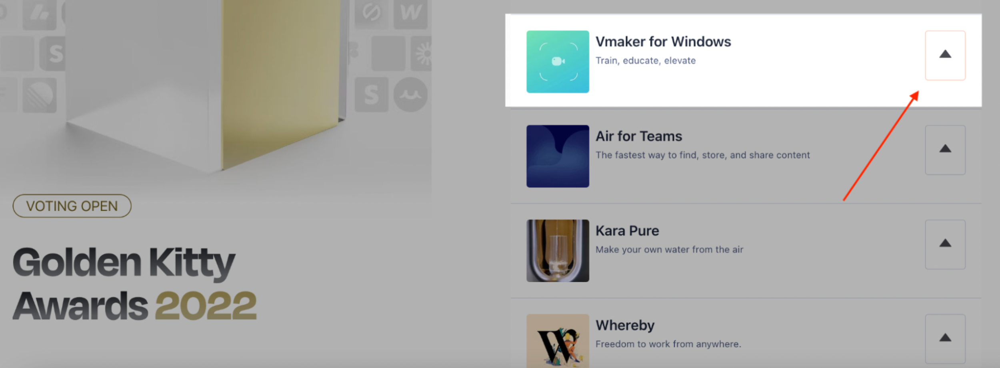 S
W
S
VOTING OPEN
Golden Kitty
Awards 2022
Vmaker for Windows
Train, educate, elevate
Air for Teams
The fastest way to find, store, and share content
Kara Pure
Make your own water from the air
Whereby
Freedom to work from anywhere.
W